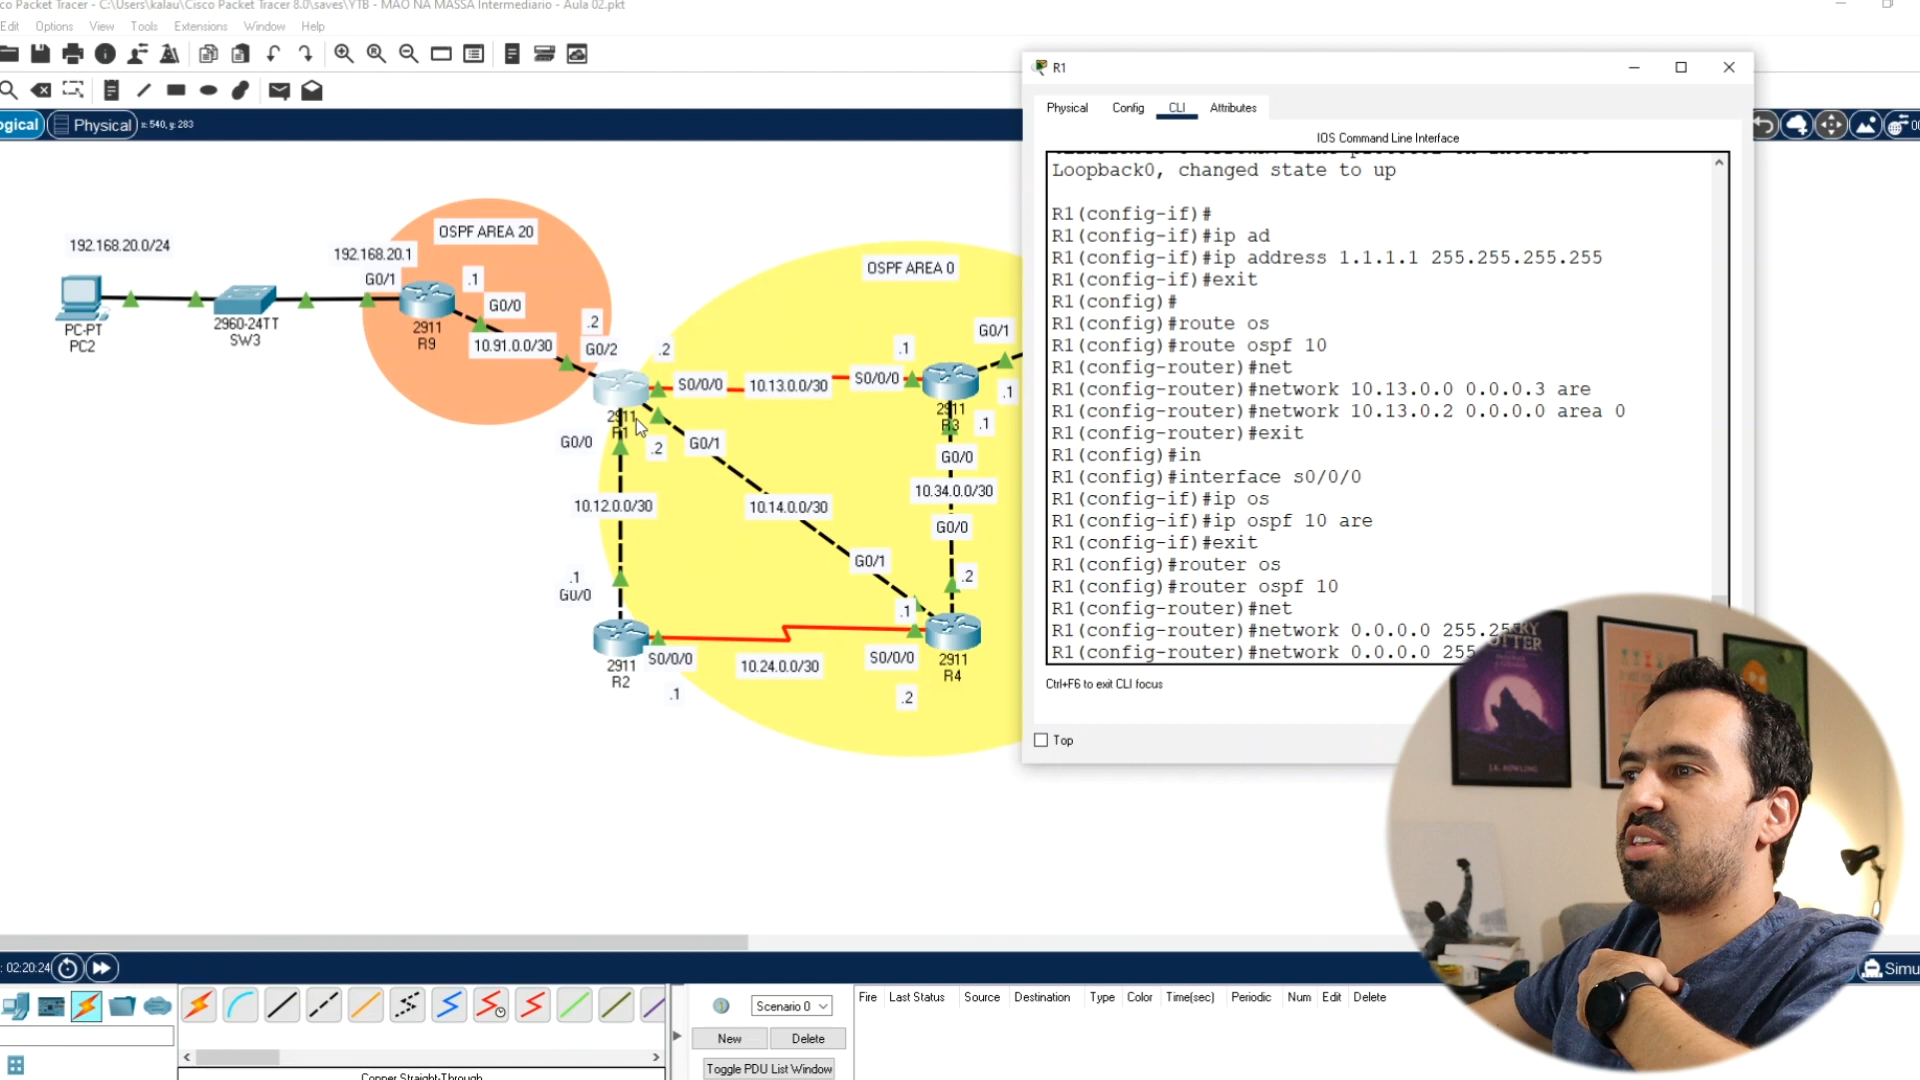 co Packet Tracer - C:\Users\kalau\Cisco Packet Tracer 8.0\saves\YTB - MAO NA MASSA Intermediario - Aula 02.pkt
Edit Options View Tools Extensions Window Help
ogical Physical x: 540, y: 283
R1
Physical Config CLI Attributes
IOS Command Line Interface
Loopback0, changed state to up
R1(config-if)#
R1(config-if)#ip ad
R1(config-if)#ip address 1.1.1.1 255.255.255.255
R1(config-if)#exit
R1(config)#
R1(config)#route os
R1(config)#route ospf 10
R1(config-router)#net
R1(config-router)#network 10.13.0.0 0.0.0.3 are
R1(config-router)#network 10.13.0.2 0.0.0.0 area 0
R1(config-router)#exit
R1(config)#in
R1(config)#interface s0/0/0
R1(config-if)#ip os
R1(config-if)#ip ospf 10 are
R1(config-if)#exit
R1(config)#router os
R1(config)#router ospf 10
R1(config-router)#net
R1(config-router)#network 0.0.0.0 255.25
R1(config-router)#network 0.0.0.0 255
Ctrl+F6 to exit CLI focus
Top
OSPF AREA 20
192.168.20.0/24
192.168.20.1
G0/1
.1
G0/0
PC-PT
PC2
2960-24TT
SW3
2911
R9
10.91.0.0/30
.2
G0/2
OSPF AREA 0
.2
S0/0/0
10.13.0.0/30
S0/0/0
.1
G0/1
.1
2911
R1
2911
R3
.1
G0/0
.2
G0/1
G0/0
10.34.0.0/30
10.12.0.0/30
10.14.0.0/30
G0/0
G0/1
.2
.1
G0/0
.1
2911
R2
S0/0/0
.1
10.24.0.0/30
S0/0/0
.2
2911
R4
J.K. ROWLING
: 02:20:24
Simu
Scenario 0
New Delete
Toggle PDU List Window
Fire Last Status Source Destination Type Color Time(sec) Periodic Num Edit Delete
Copper Straight-Through